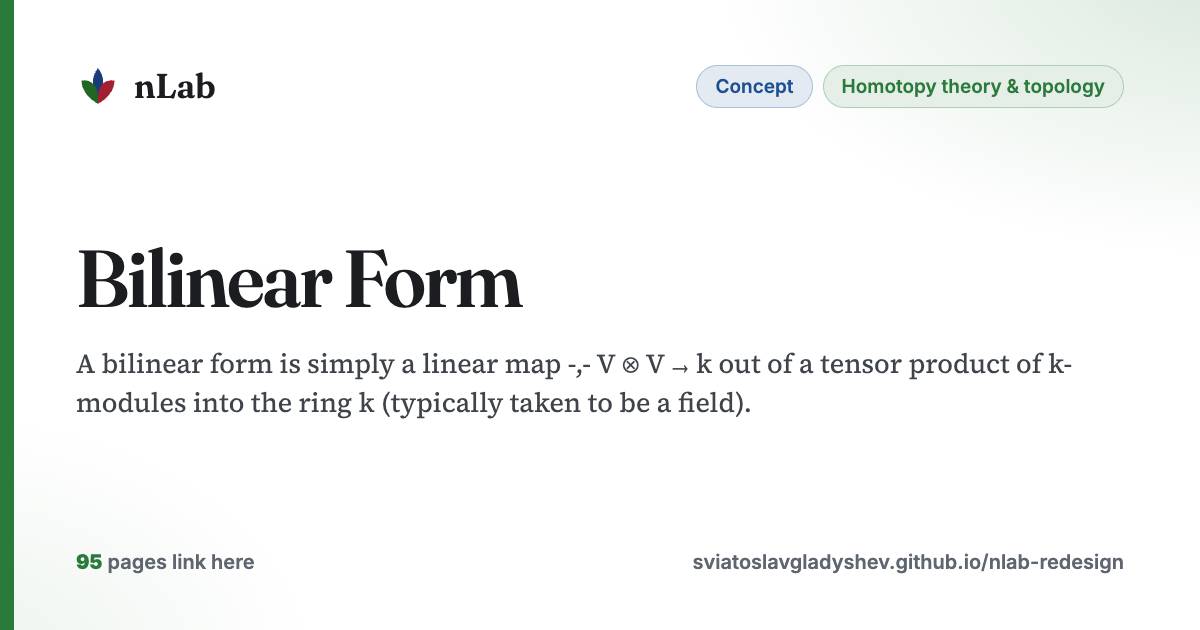 nLab
Concept
Homotopy theory & topology
Bilinear Form
A bilinear form is simply a linear map -,- V ⊗ V → k out of a tensor product of k-
modules into the ring k (typically taken to be a field).
95 pages link here
sviatoslavgladyshev.github.io/nlab-redesign